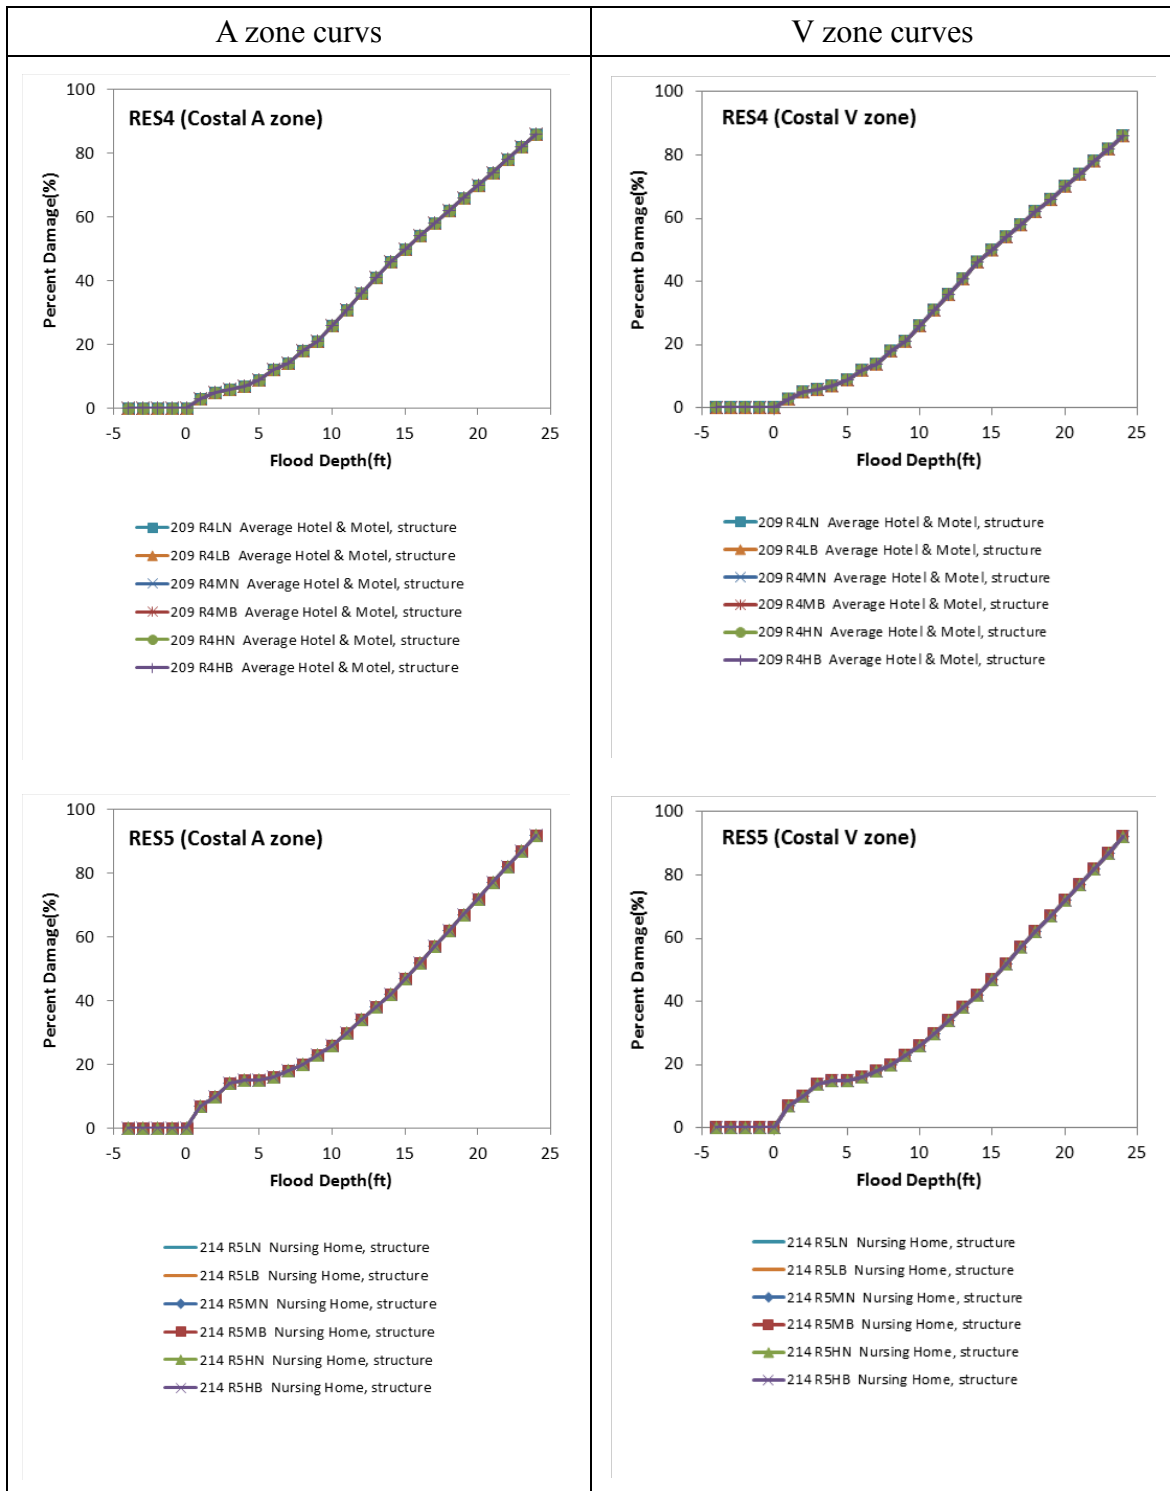 A zone curvs
V zone curves
RES4 (Costal A zone)
100
80
60
40
20
0
-5 0 5 10 15 20 25
Percent Damage(%)
Flood Depth(ft)
209 R4LN Average Hotel & Motel, structure
209 R4LB Average Hotel & Motel, structure
209 R4MN Average Hotel & Motel, structure
209 R4MB Average Hotel & Motel, structure
209 R4HN Average Hotel & Motel, structure
209 R4HB Average Hotel & Motel, structure
RES4 (Costal V zone)
100
80
60
40
20
0
-5 0 5 10 15 20 25
Percent Damage(%)
Flood Depth(ft)
209 R4LN Average Hotel & Motel, structure
209 R4LB Average Hotel & Motel, structure
209 R4MN Average Hotel & Motel, structure
209 R4MB Average Hotel & Motel, structure
209 R4HN Average Hotel & Motel, structure
209 R4HB Average Hotel & Motel, structure
RES5 (Costal A zone)
100
80
60
40
20
0
-5 0 5 10 15 20 25
Percent Damage(%)
Flood Depth(ft)
214 R5LN Nursing Home, structure
214 R5LB Nursing Home, structure
214 R5MN Nursing Home, structure
214 R5MB Nursing Home, structure
214 R5HN Nursing Home, structure
214 R5HB Nursing Home, structure
RES5 (Costal V zone)
100
80
60
40
20
0
-5 0 5 10 15 20 25
Percent Damage(%)
Flood Depth(ft)
214 R5LN Nursing Home, structure
214 R5LB Nursing Home, structure
214 R5MN Nursing Home, structure
214 R5MB Nursing Home, structure
214 R5HN Nursing Home, structure
214 R5HB Nursing Home, structure